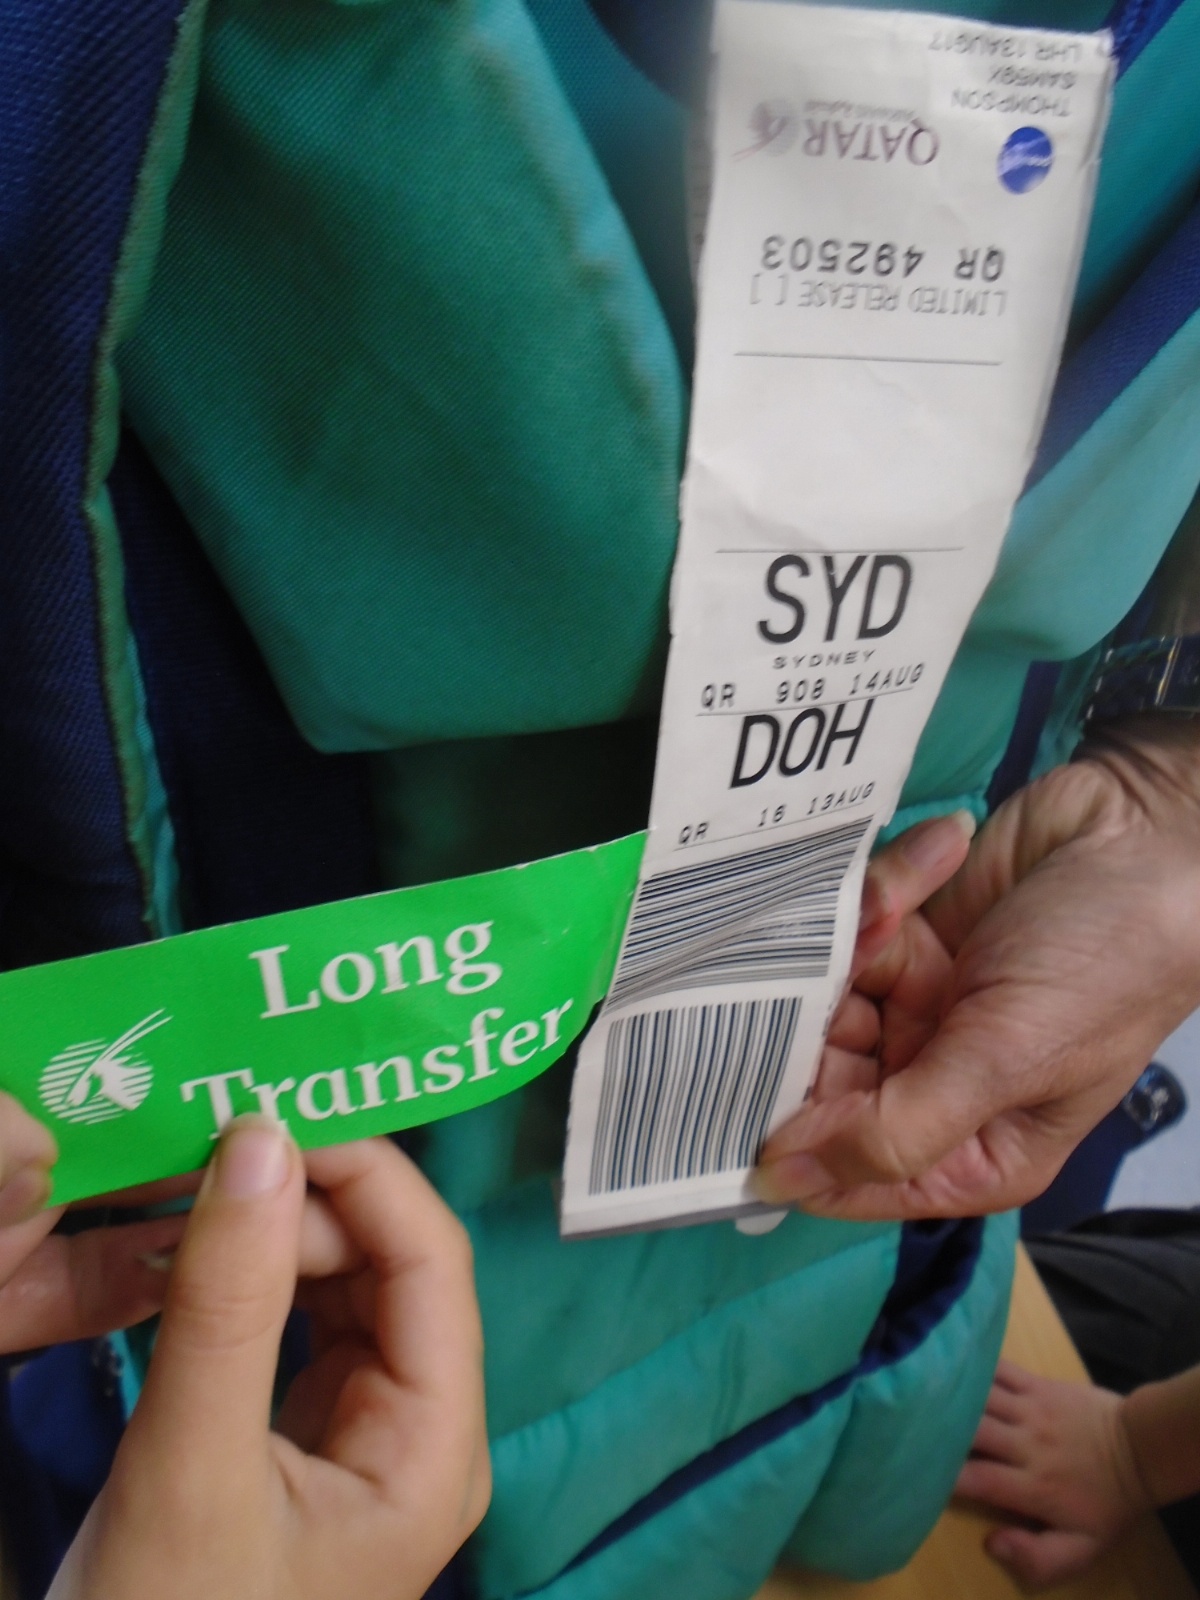 LHR 13AUG17
SAM59X
THOMPSON
QATAR
QR 492503
LIMITED RELEASE [ ]
SYD
SYDNEY
QR 908 14AUG
DOH
QR 16 13AUG
Long
Transfer